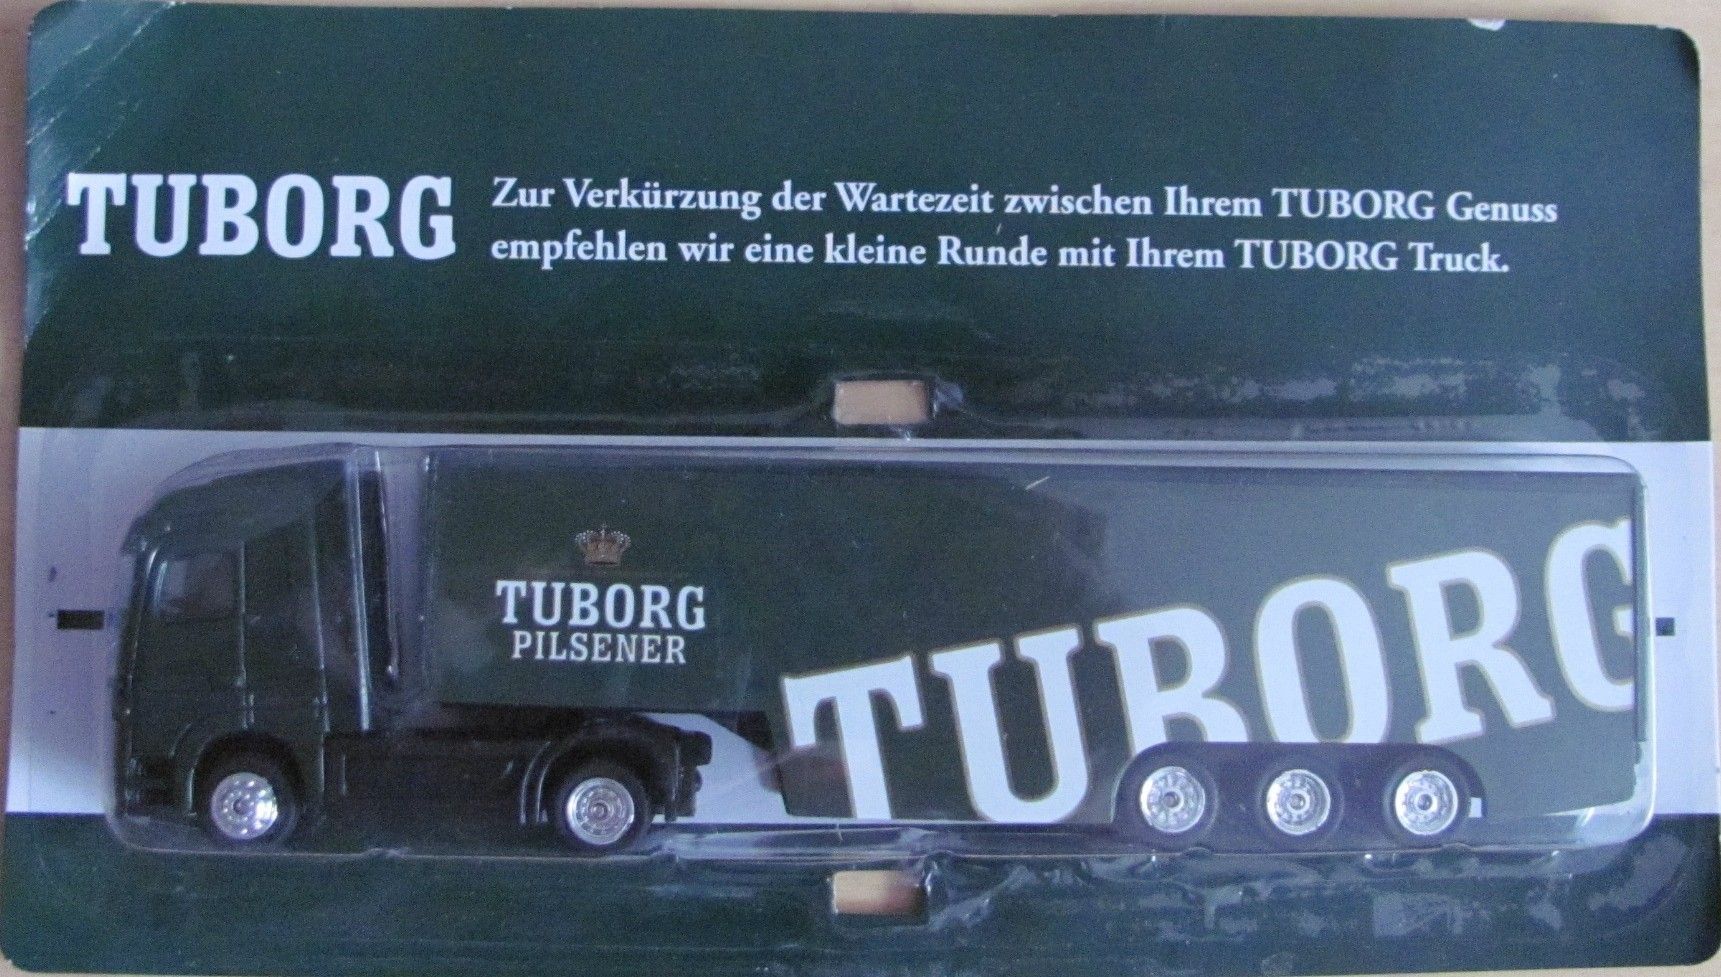 TUBORG
Zur Verkürzung der Wartezeit zwischen Ihrem TUBORG Genuss
empfehlen wir eine kleine Runde mit Ihrem TUBORG Truck.
TUBORG
PILSENER
TUBORG